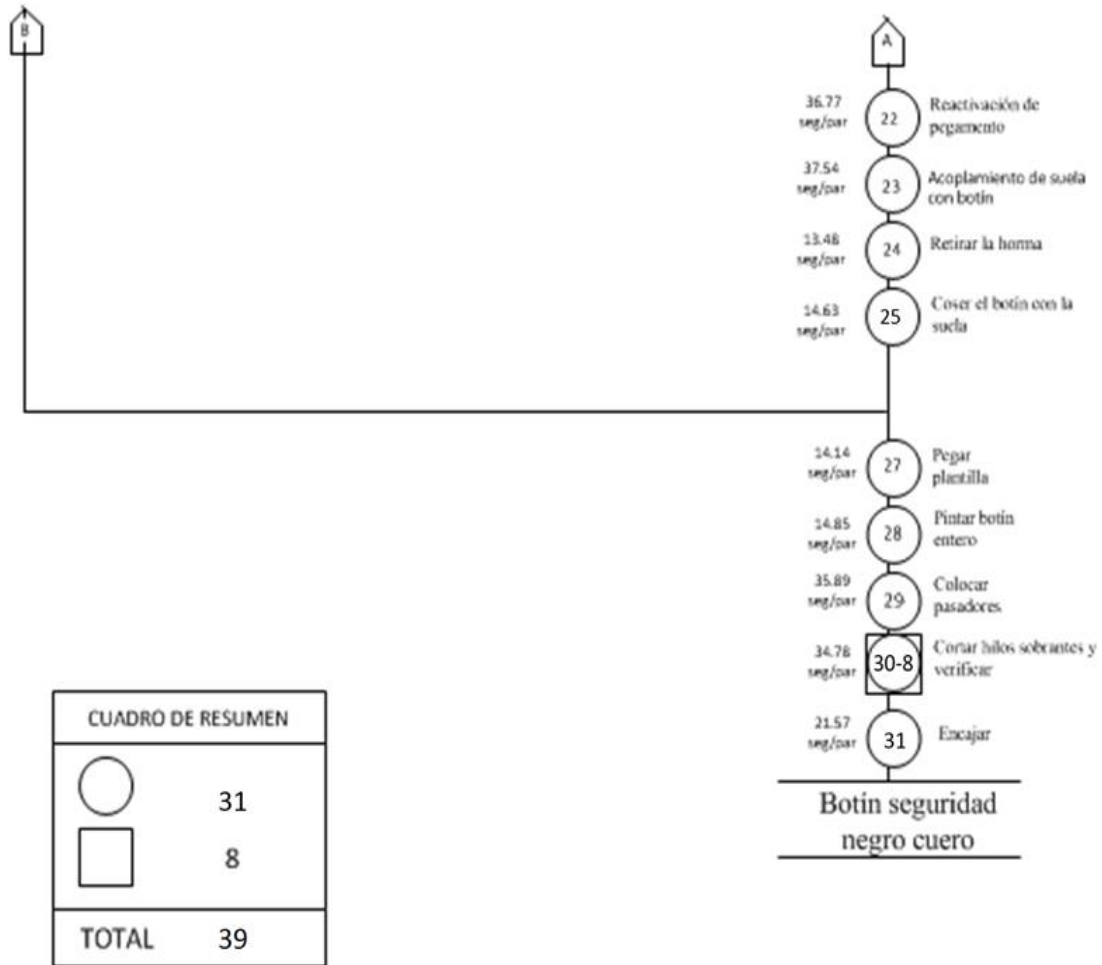 B
A
36.77
seg/par
22
Reactivación de
pegamento
37.54
seg/par
23
Acoplamiento de suela
con botín
13.48
seg/par
24
Retirar la horma
14.63
seg/par
25
Coser el botín con la
suela
14.14
seg/par
27
Pegar
plantilla
14.85
seg/par
28
Pintar botín
entero
35.89
seg/par
29
Colocar
pasadores
34.78
seg/par
30-8
Cortar hilos sobrantes y
verificar
21.57
seg/par
31
Encajar
Botín seguridad
negro cuero
CUADRO DE RESUMEN
31
8
TOTAL 39